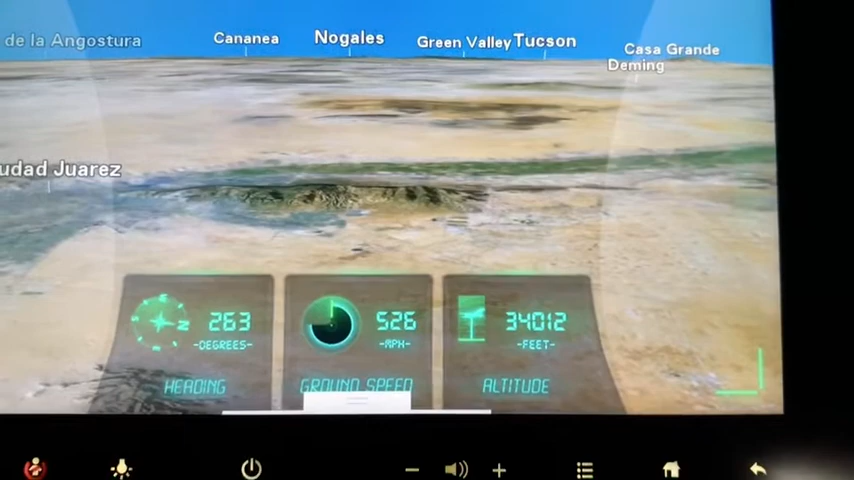 de la Angostura
Cananea
Nogales
Green Valley
Tucson
Casa Grande
Deming
udad Juarez
263
-DEGREES-
HEADING
526
-MPH-
GROUND SPEED
34012
-FEET-
ALTITUDE